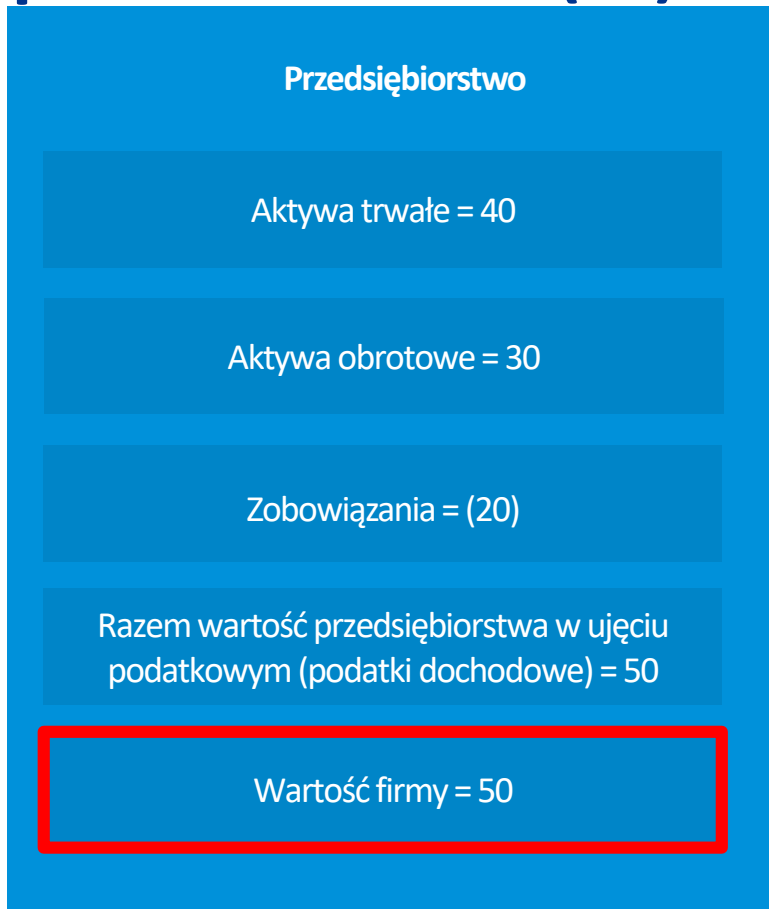 Przedsiębiorstwo
Aktywa trwałe = 40
Aktywa obrotowe = 30
Zobowiązania = (20)
Razem wartość przedsiębiorstwa w ujęciu
podatkowym (podatki dochodowe) = 50
Wartość firmy = 50